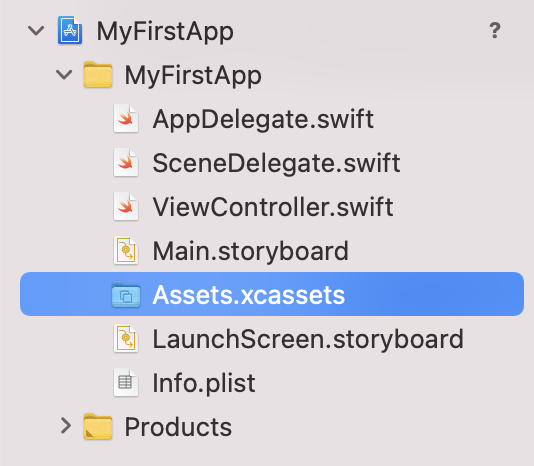 MyFirstApp ?
MyFirstApp
AppDelegate.swift
SceneDelegate.swift
ViewController.swift
Main.storyboard
Assets.xcassets
LaunchScreen.storyboard
Info.plist
Products